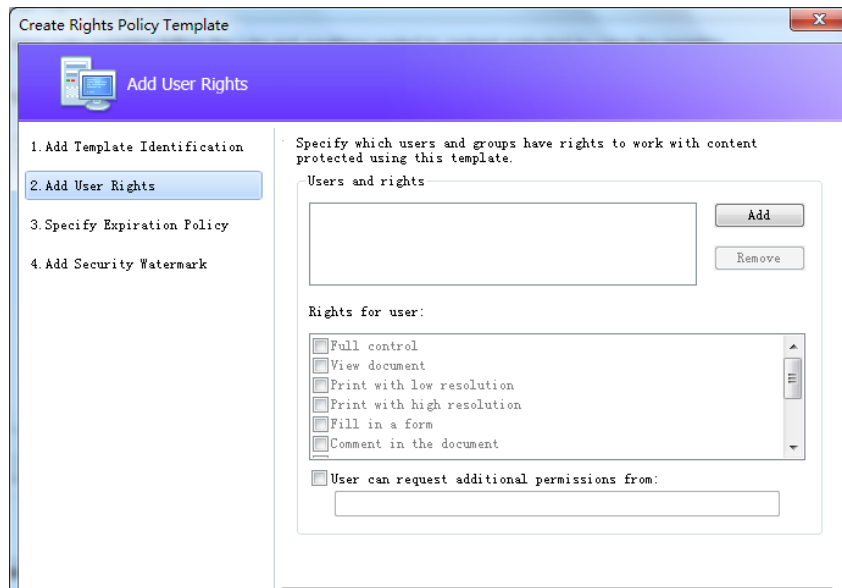 Create Rights Policy Template
Add User Rights
1.Add Template Identification
2.Add User Rights
3.Specify Expiration Policy
4.Add Security Watermark
Specify which users and groups have rights to work with content
protected using this template.
Users and rights
Add
Remove
Rights for user:
Full control
View document
Print with low resolution
Print with high resolution
Fill in a form
Comment in the document
User can request additional permissions from: